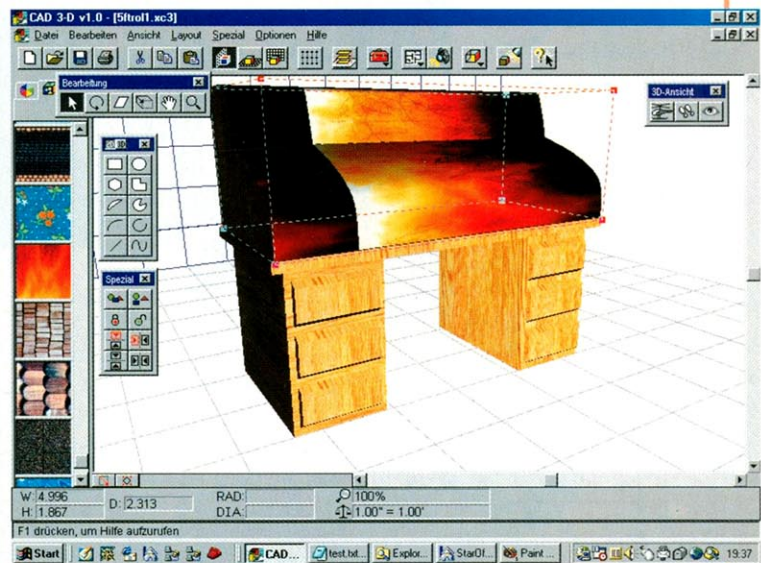 CAD 3-D v1.0 - [5ftrol1.xc3]
Datei Bearbeiten Ansicht Layout Spezial Optionen Hilfe
Bearbeitung
3D-Ansicht
3D
Spezial
W: 4.996
H: 1.867
D: 2.313
RAD:
DIA:
100%
1.00" = 1.00'
F1 drücken, um Hilfe aufzurufen
Start CAD... test.txt... Explor... StarOf... Paint ... 19:37